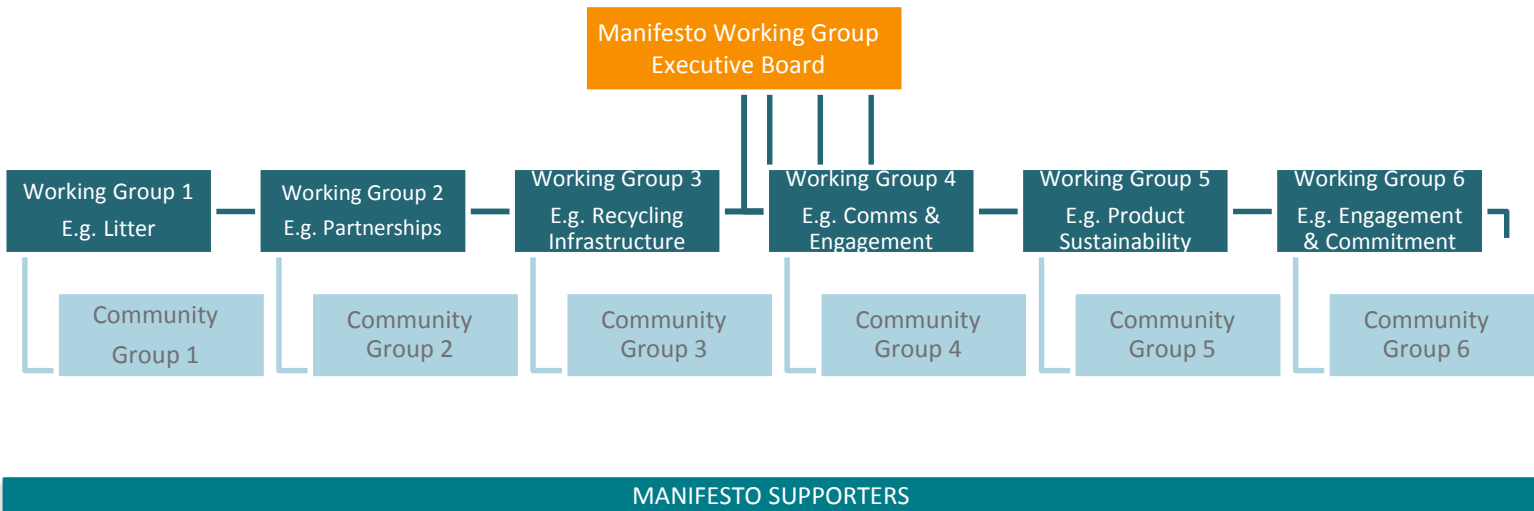 Manifesto Working Group
Executive Board
Working Group 1
E.g. Litter
Working Group 2
E.g. Partnerships
Working Group 3
E.g. Recycling
Infrastructure
Working Group 4
E.g. Comms &
Engagement
Working Group 5
E.g. Product
Sustainability
Working Group 6
E.g. Engagement
& Commitment
Community
Group 1
Community
Group 2
Community
Group 3
Community
Group 4
Community
Group 5
Community
Group 6
MANIFESTO SUPPORTERS